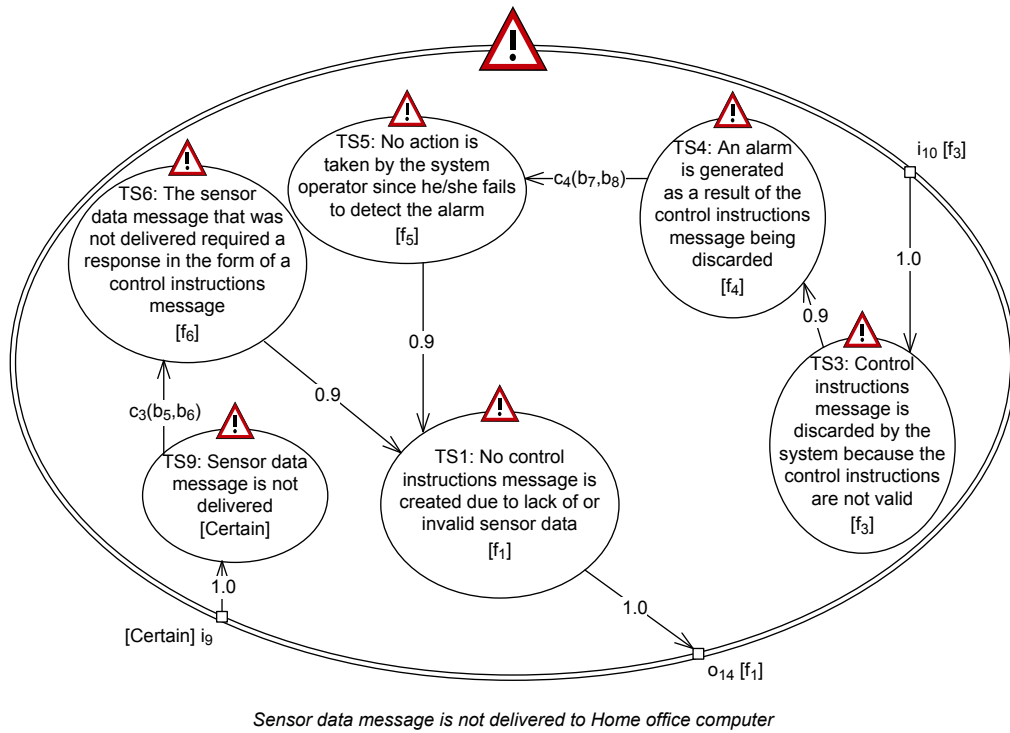 TS5: No action is
taken by the system
operator since he/she fails
to detect the alarm
[f5]
TS4: An alarm
is generated
as a result of the
control instructions
message being
discarded
[f4]
c4(b7,b8)
i10 [f3]
TS6: The sensor
data message that was
not delivered required a
response in the form of a
control instructions
message
[f6]
1.0
0.9
0.9
TS3: Control
instructions
message is
discarded by the
system because the
control instructions
are not valid
[f3]
0.9
c3(b5,b6)
TS9: Sensor data
message is not
delivered
[Certain]
TS1: No control
instructions message is
created due to lack of or
invalid sensor data
[f1]
1.0
1.0
[Certain] i9
o14 [f1]
Sensor data message is not delivered to Home office computer